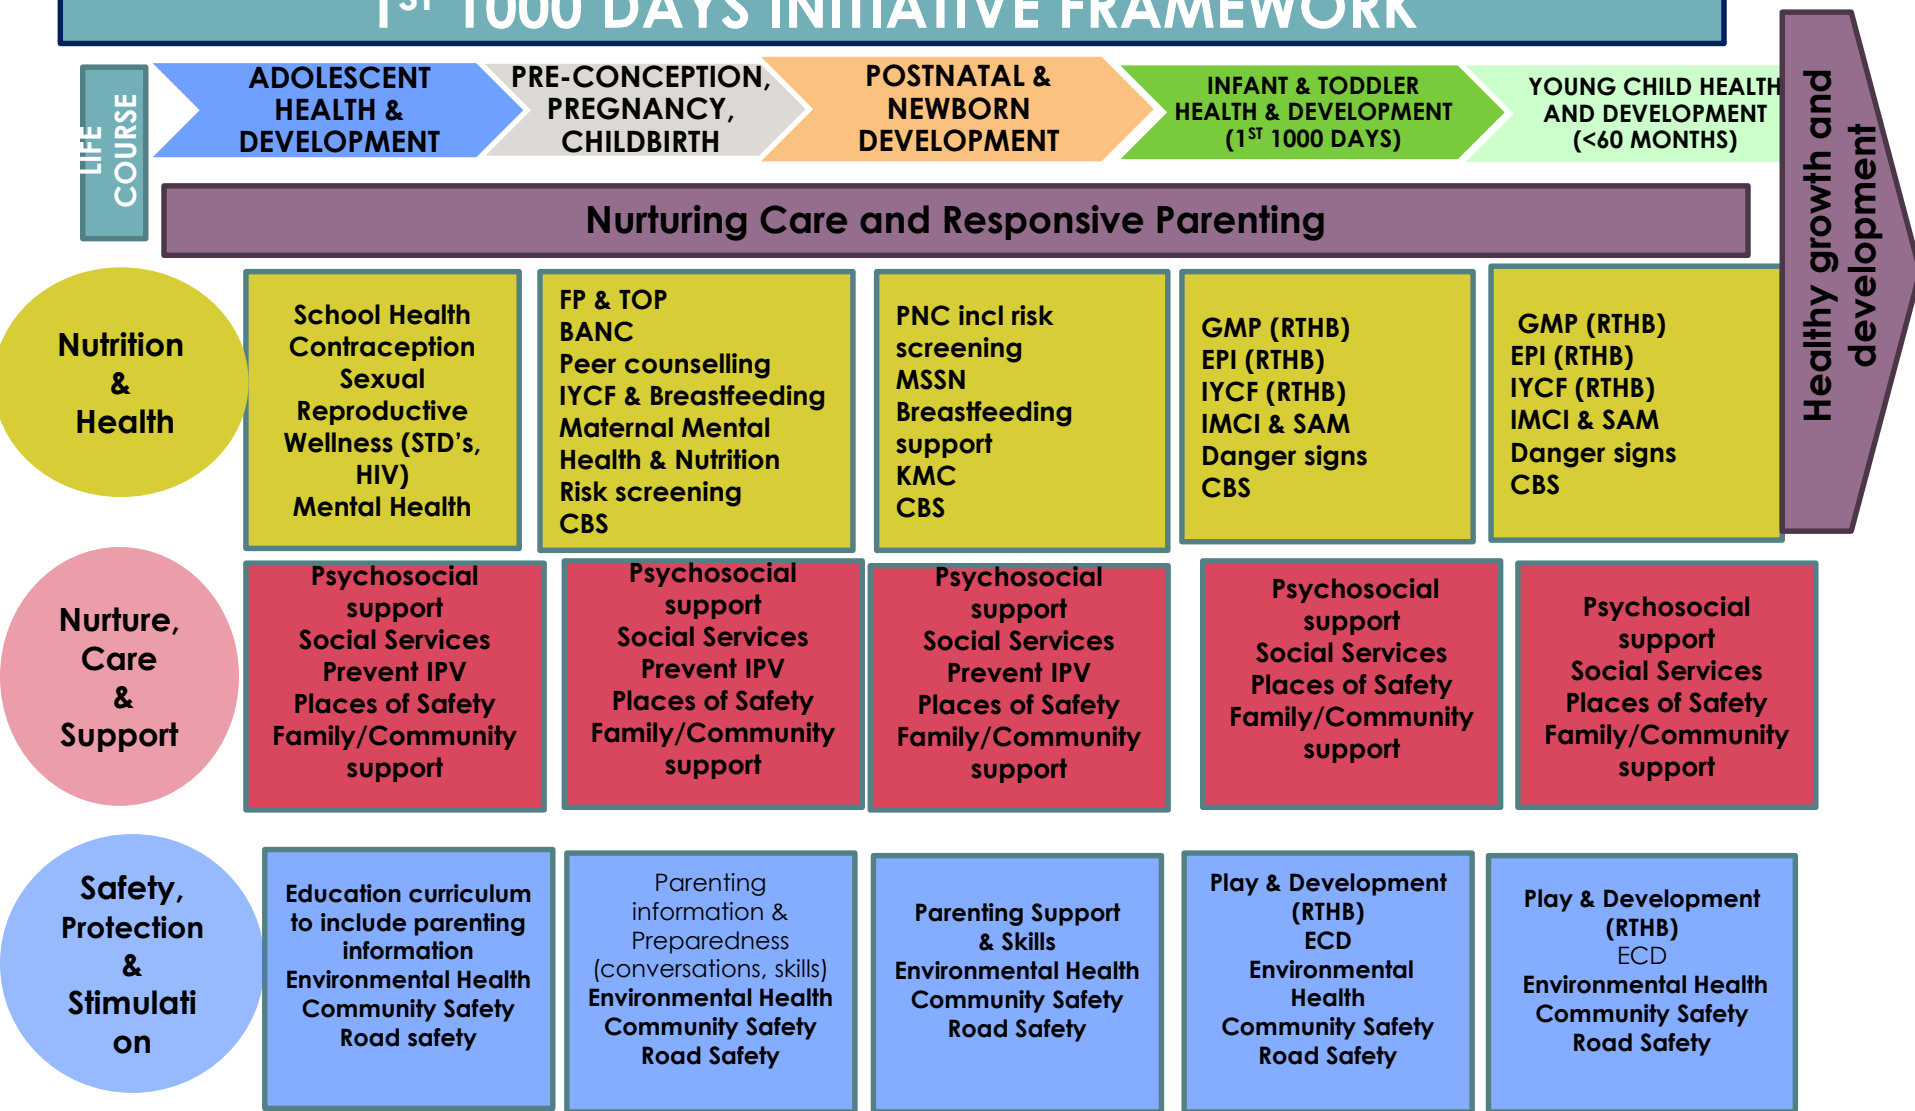 1ST 1000 DAYS INITIATIVE FRAMEWORK
LIFE
COURSE
ADOLESCENT
HEALTH &
DEVELOPMENT
PRE-CONCEPTION,
PREGNANCY,
CHILDBIRTH
POSTNATAL &
NEWBORN
DEVELOPMENT
INFANT & TODDLER
HEALTH & DEVELOPMENT
(1ST 1000 DAYS)
YOUNG CHILD HEALTH
AND DEVELOPMENT
(<60 MONTHS)
Healthy growth and
development
Nurturing Care and Responsive Parenting
Nutrition
&
Health
School Health
Contraception
Sexual
Reproductive
Wellness (STD's,
HIV)
Mental Health
FP & TOP
BANC
Peer counselling
IYCF & Breastfeeding
Maternal Mental
Health & Nutrition
Risk screening
CBS
PNC incl risk
screening
MSSN
Breastfeeding
support
KMC
CBS
GMP (RTHB)
EPI (RTHB)
IYCF (RTHB)
IMCI & SAM
Danger signs
CBS
GMP (RTHB)
EPI (RTHB)
IYCF (RTHB)
IMCI & SAM
Danger signs
CBS
Nurture,
Care
&
Support
Psychosocial
support
Social Services
Prevent IPV
Places of Safety
Family/Community
support
Psychosocial
support
Social Services
Prevent IPV
Places of Safety
Family/Community
support
Psychosocial
support
Social Services
Prevent IPV
Places of Safety
Family/Community
support
Psychosocial
support
Social Services
Places of Safety
Family/Community
support
Psychosocial
support
Social Services
Places of Safety
Family/Community
support
Safety,
Protection
&
Stimulati
on
Education curriculum
to include parenting
information
Environmental Health
Community Safety
Road safety
Parenting
information &
Preparedness
(conversations, skills)
Environmental Health
Community Safety
Road Safety
Parenting Support
& Skills
Environmental Health
Community Safety
Road Safety
Play & Development
(RTHB)
ECD
Environmental
Health
Community Safety
Road Safety
Play & Development
(RTHB)
ECD
Environmental Health
Community Safety
Road Safety